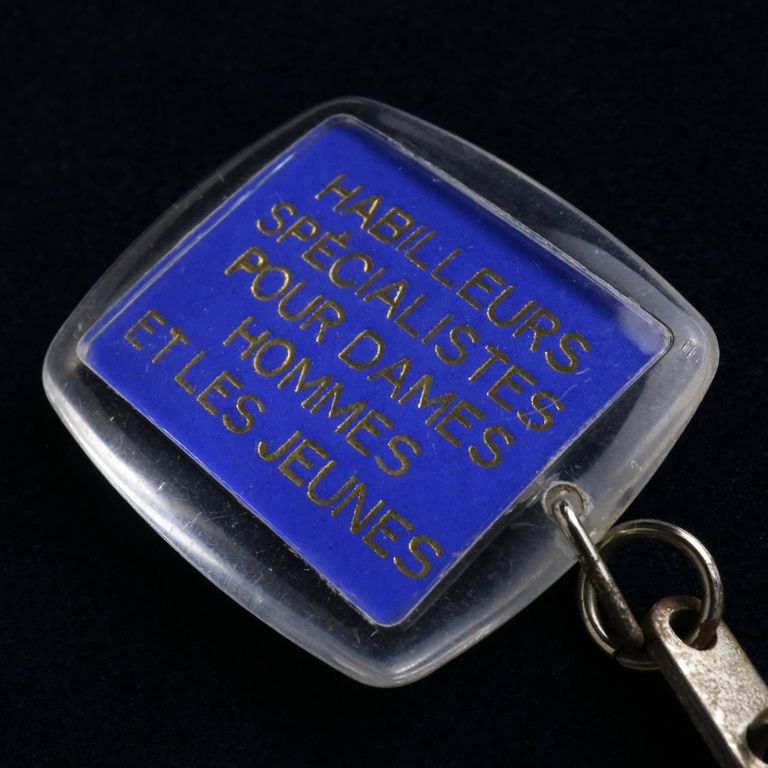 HABILLEURS
SPÉCIALISTES
POUR DAMES
HOMMES
ET LES JEUNES